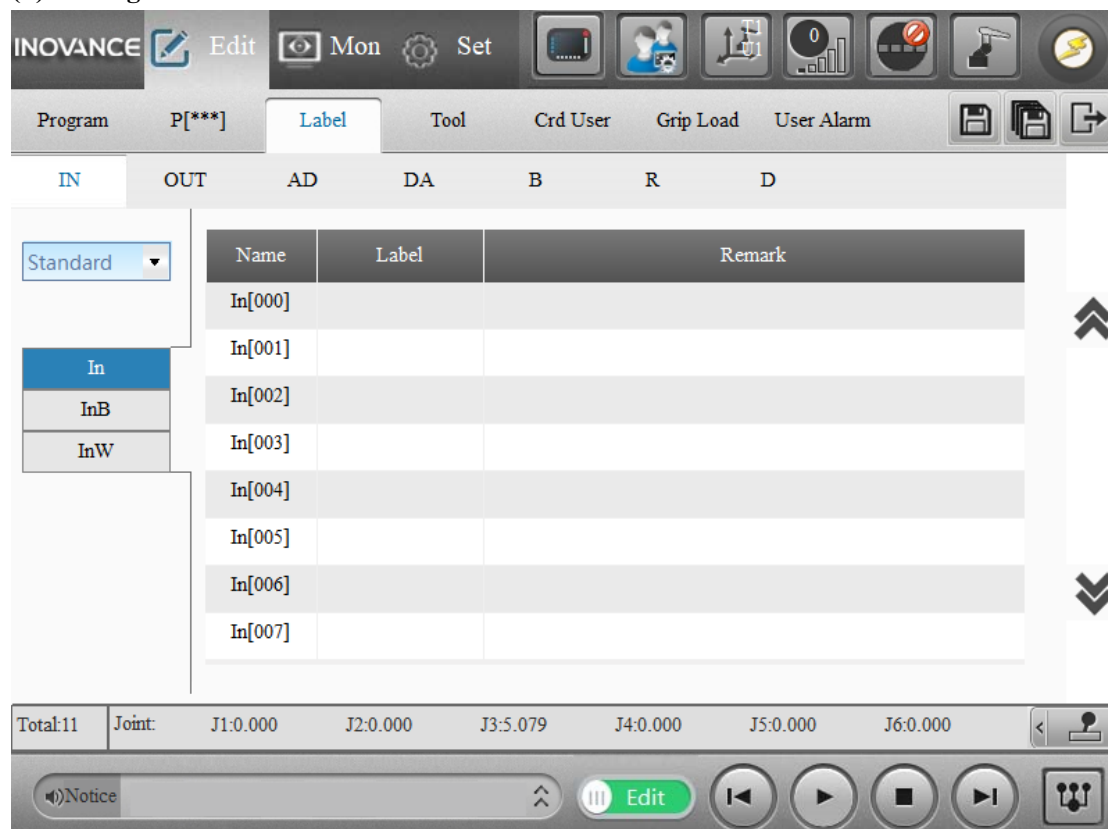 INOVANCE Edit Mon Set T1 U1 0
Program P[***] Label Tool Crd User Grip Load User Alarm
IN OUT AD DA B R D
Standard
Name Label Remark
In[000]
In[001]
In
In[002]
InB
In[003]
InW
In[004]
In[005]
In[006]
In[007]
Total:11 Joint: J1:0.000 J2:0.000 J3:5.079 J4:0.000 J5:0.000 J6:0.000
Notice Edit